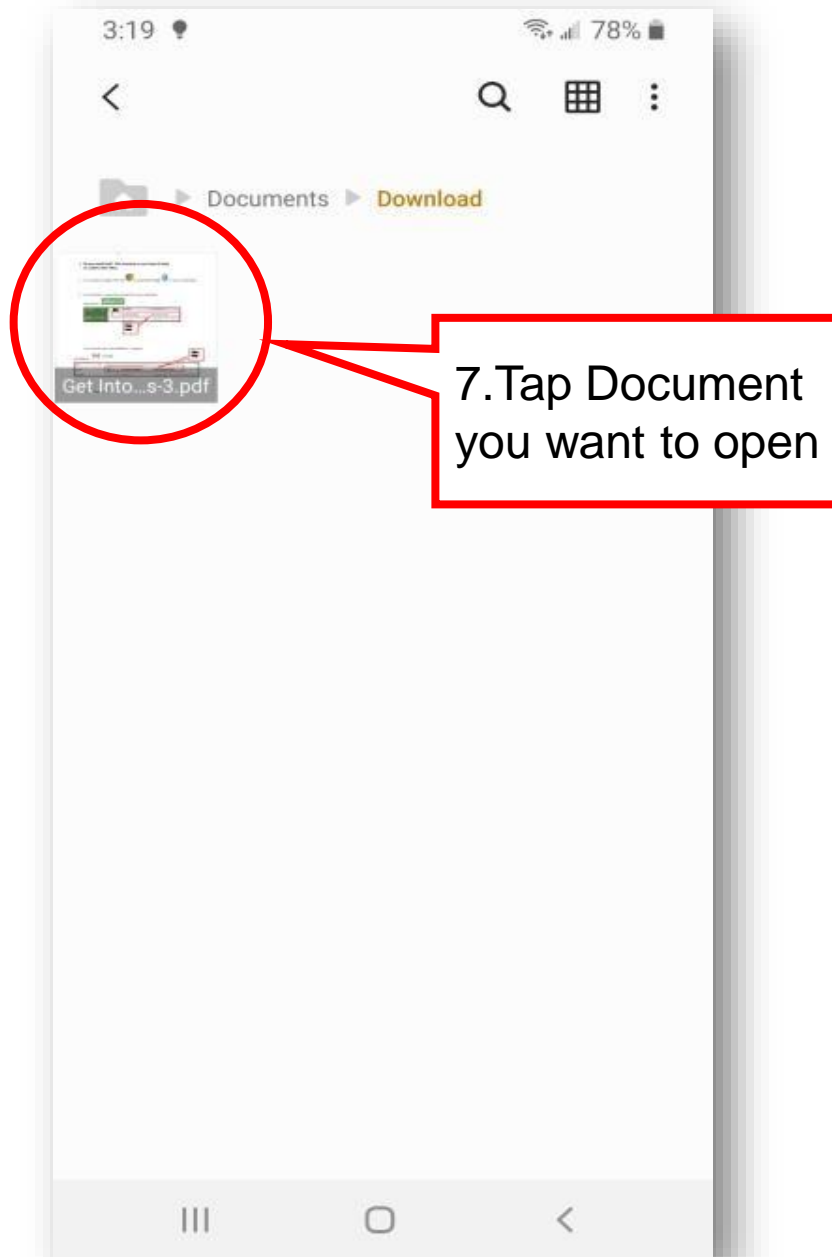 3:19 78%
Documents Download
Get Into...s-3.pdf
7.Tap Document
you want to open